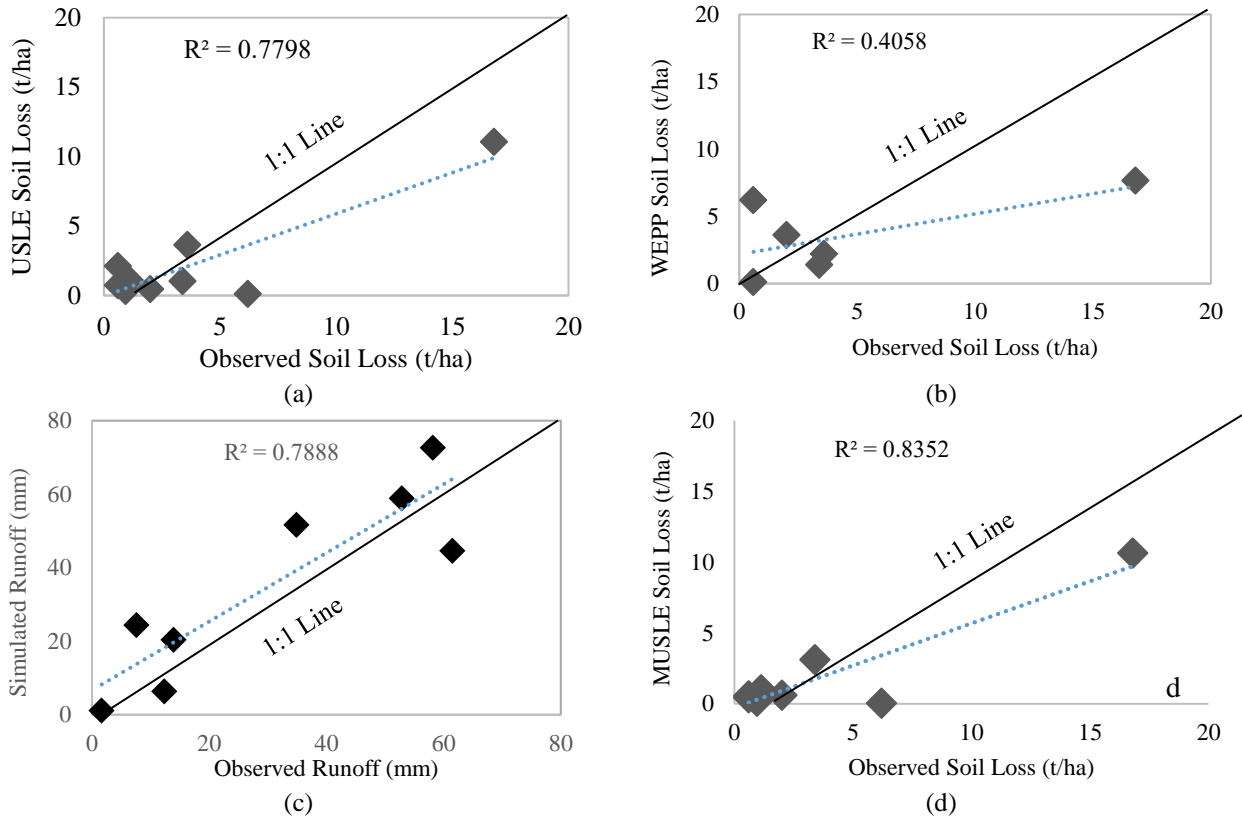 R² = 0.7798
1:1 Line
USLE Soil Loss (t/ha)
20
15
10
5
0
0 5 10 15 20
Observed Soil Loss (t/ha)
(a)
R² = 0.4058
1:1 Line
WEPP Soil Loss (t/ha)
20
15
10
5
0
0 5 10 15 20
Observed Soil Loss (t/ha)
(b)
R² = 0.7888
1:1 Line
Simulated Runoff (mm)
80
60
40
20
0
0 20 40 60 80
Observed Runoff (mm)
(c)
R² = 0.8352
1:1 Line
d
MUSLE Soil Loss (t/ha)
20
15
10
5
0
0 5 10 15 20
Observed Soil Loss (t/ha)
(d)